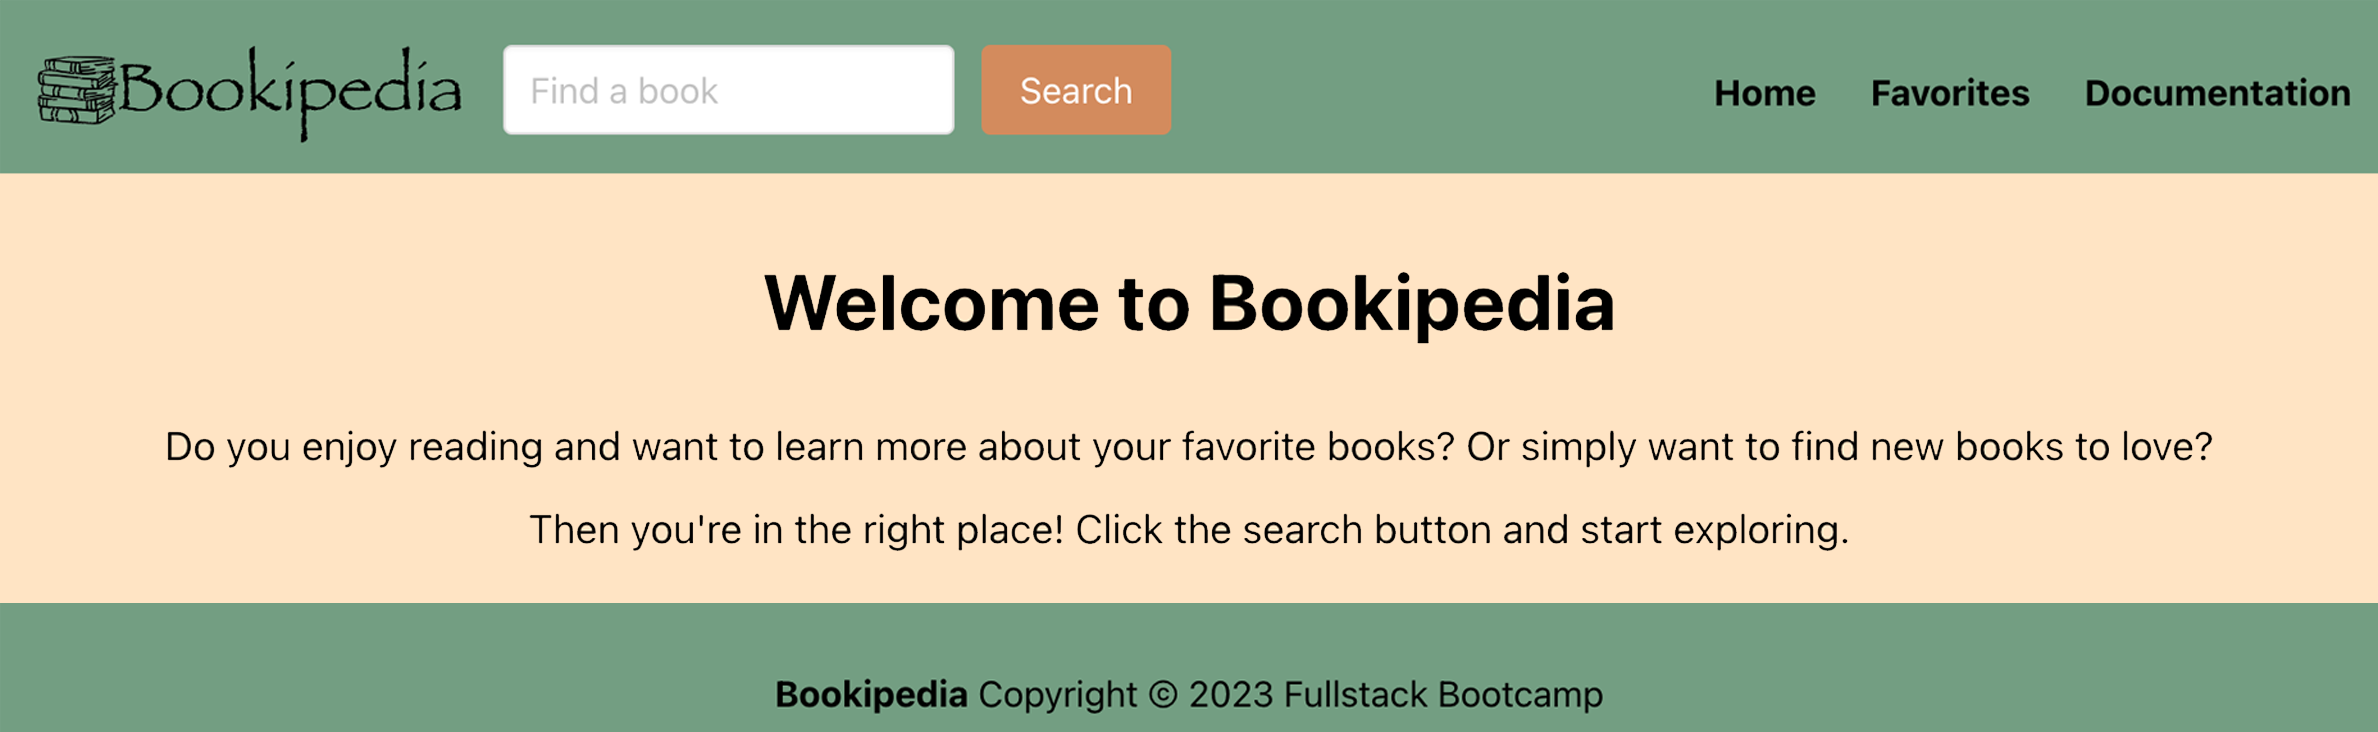 Bookipedia
Find a book
Search
Home
Favorites
Documentation
Welcome to Bookipedia
Do you enjoy reading and want to learn more about your favorite books? Or simply want to find new books to love?
Then you're in the right place! Click the search button and start exploring.
Bookipedia Copyright © 2023 Fullstack Bootcamp